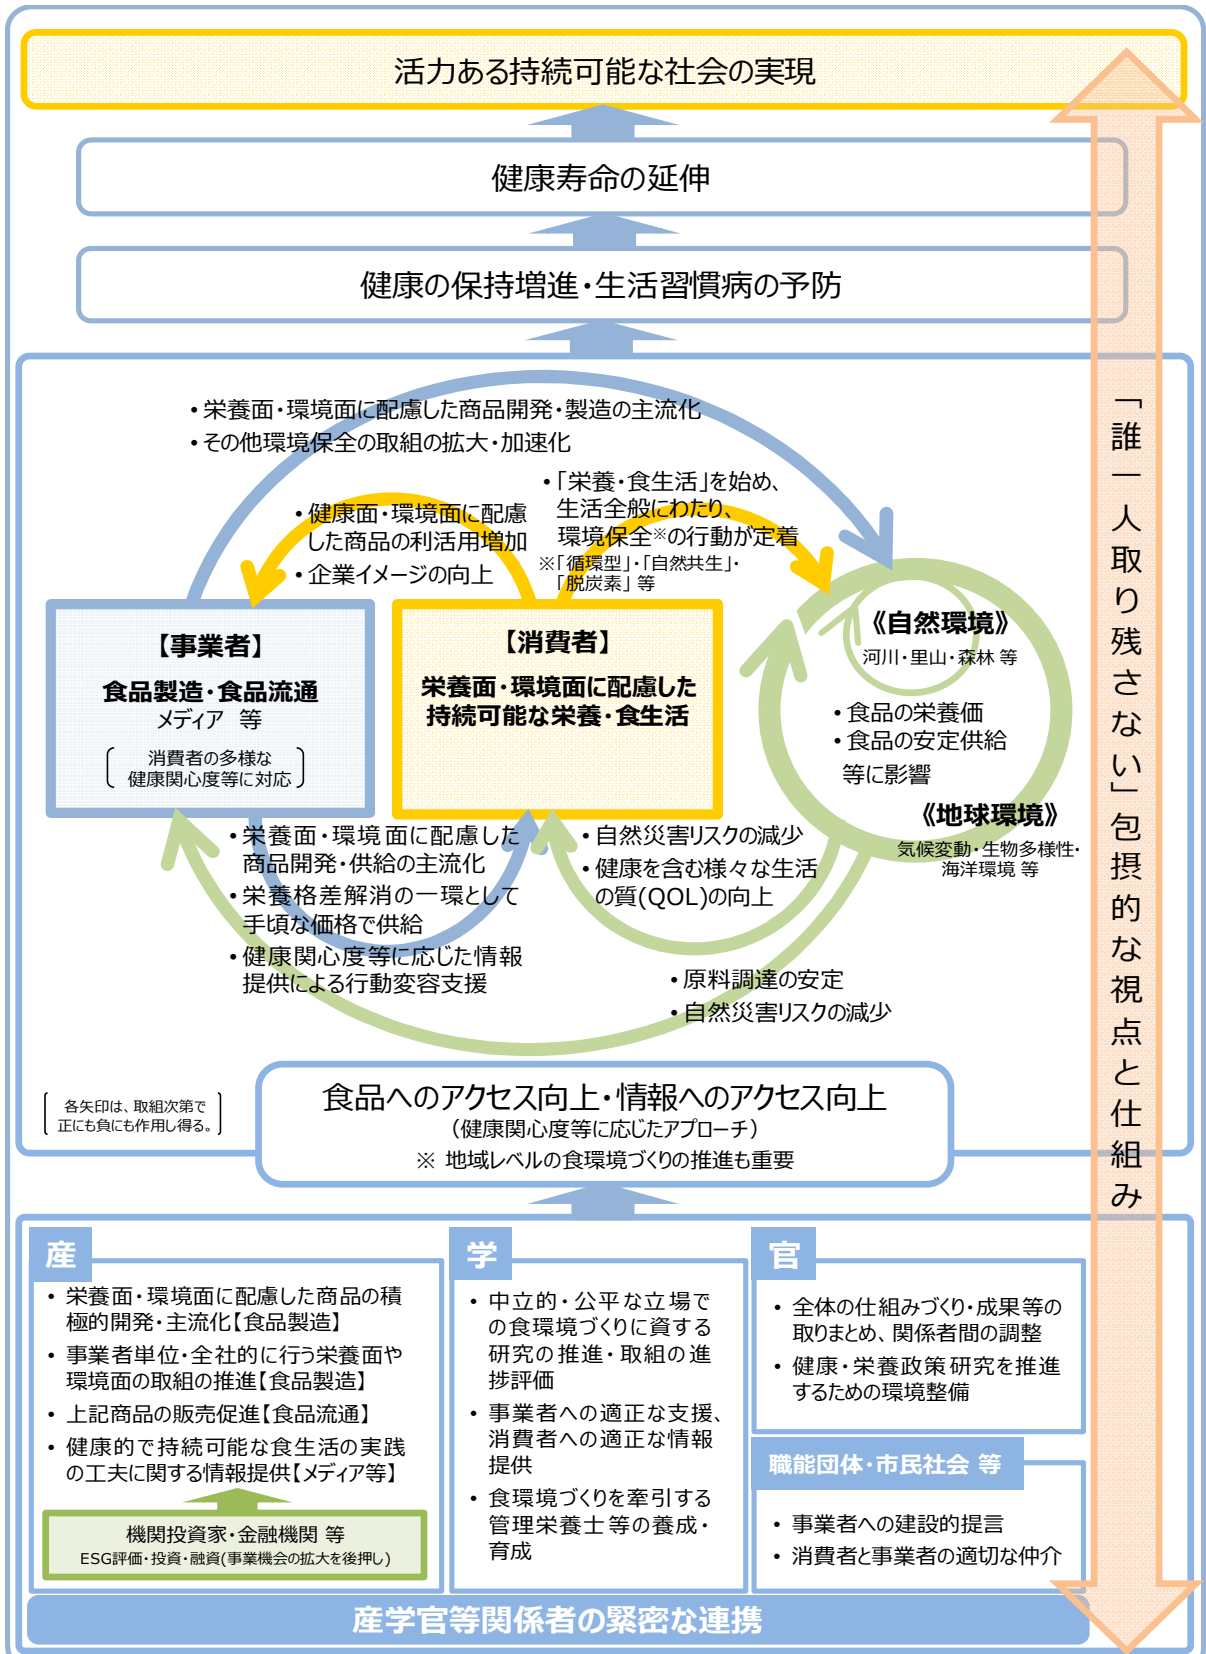 活力ある持続可能な社会の実現
健康寿命の延伸
健康の保持増進・生活習慣病の予防
「誰一人取り残さない」包摂的な視点と仕組み
・栄養面・環境面に配慮した商品開発・製造の主流化
・その他環境保全の取組の拡大・加速化
・健康面・環境面に配慮
した商品の利活用増加
・企業イメージの向上
・「栄養・食生活」を始め、
生活全般にわたり、
環境保全※の行動が定着
※「循環型」・「自然共生」・
「脱炭素」 等
【事業者】
食品製造・食品流通
メディア 等
消費者の多様な
健康関心度等に対応
【消費者】
栄養面・環境面に配慮した
持続可能な栄養・食生活
《自然環境》
河川・里山・森林 等
・食品の栄養価
・食品の安定供給
等に影響
《地球環境》
気候変動・生物多様性・
海洋環境 等
・栄養面・環境面に配慮した
商品開発・供給の主流化
・栄養格差解消の一環として
手頃な価格で供給
・健康関心度等に応じた情報
提供による行動変容支援
・自然災害リスクの減少
・健康を含む様々な生活
の質(QOL)の向上
・原料調達の安定
・自然災害リスクの減少
各矢印は、取組次第で
正にも負にも作用し得る。
食品へのアクセス向上・情報へのアクセス向上
（健康関心度等に応じたアプローチ）
※ 地域レベルの食環境づくりの推進も重要
産
・栄養面・環境面に配慮した商品の積
極的開発・主流化【食品製造】
・事業者単位・全社的に行う栄養面や
環境面の取組の推進【食品製造】
・上記商品の販売促進【食品流通】
・健康的で持続可能な食生活の実践
の工夫に関する情報提供【メディア等】
機関投資家・金融機関 等
ESG評価・投資・融資(事業機会の拡大を後押し)
学
・中立的・公平な立場で
の食環境づくりに資する
研究の推進・取組の進
捗評価
・事業者への適正な支援、
消費者への適正な情報
提供
・食環境づくりを牽引する
管理栄養士等の養成・
育成
官
・全体の仕組みづくり・成果等の
取りまとめ、関係者間の調整
・健康・栄養政策研究を推進
するための環境整備
職能団体・市民社会 等
・事業者への建設的提言
・消費者と事業者の適切な仲介
産学官等関係者の緊密な連携